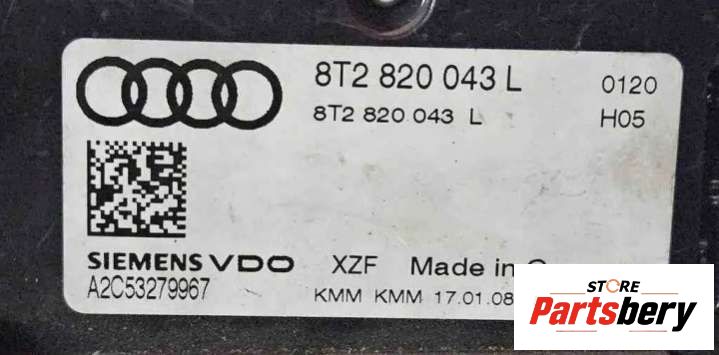 8T2 820 043 L 0120
8T2 820 043 L H05
SIEMENS VDO XZF Made in
A2C53279967 KMM KMM 17.01.08
STORE
Partsbery